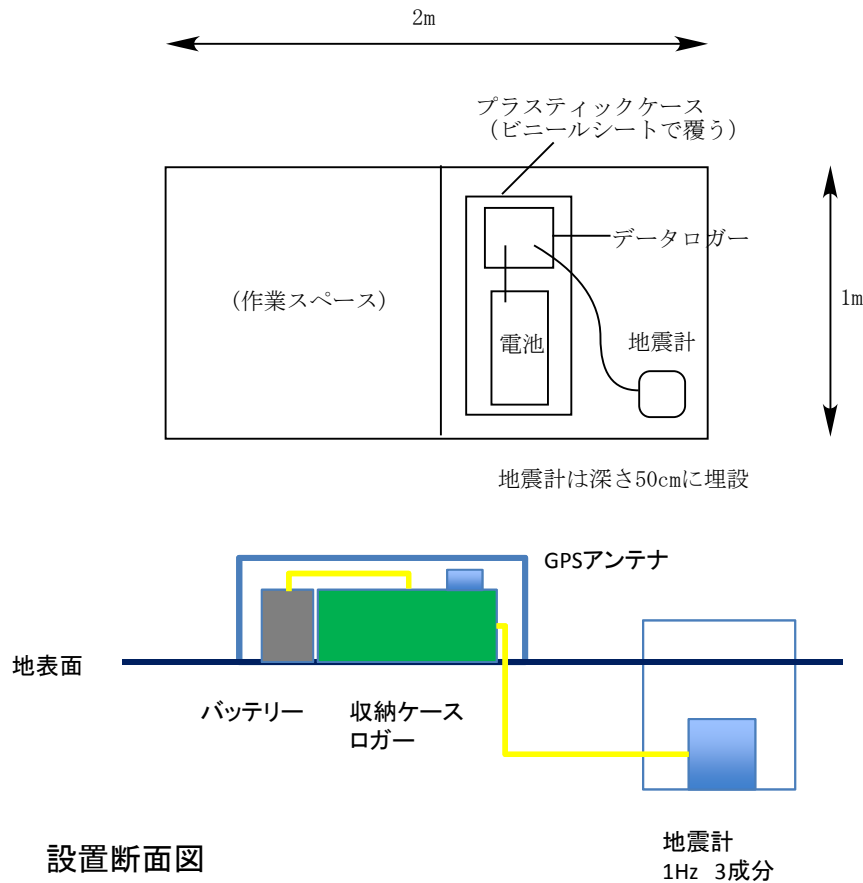 2m
プラスティックケース
（ビニールシートで覆う）
データロガー
(作業スペース)
1m
電池
地震計
地震計は深さ50cmに埋設
GPSアンテナ
地表面
バッテリー
収納ケース
ロガー
地震計
1Hz 3成分
設置断面図